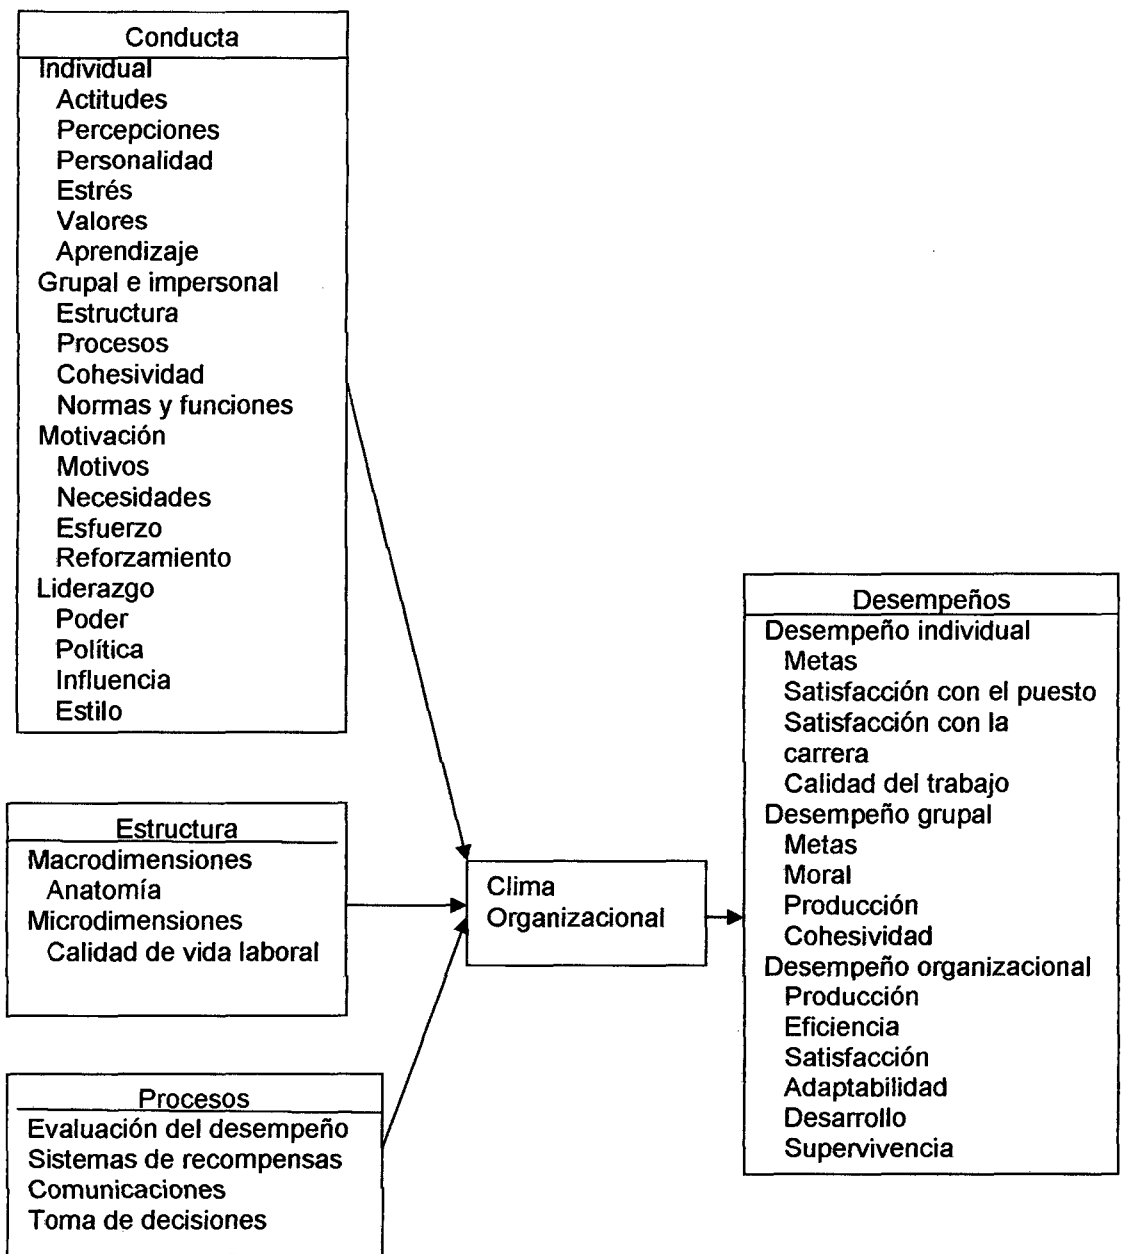 Conducta
Individual
Actitudes
Percepciones
Personalidad
Estrés
Valores
Aprendizaje
Grupal e impersonal
Estructura
Procesos
Cohesividad
Normas y funciones
Motivación
Motivos
Necesidades
Esfuerzo
Reforzamiento
Liderazgo
Poder
Política
Influencia
Estilo
Estructura
Macrodimensiones
Anatomía
Microdimensiones
Calidad de vida laboral
Procesos
Evaluación del desempeño
Sistemas de recompensas
Comunicaciones
Toma de decisiones
Clima
Organizacional
Desempeños
Desempeño individual
Metas
Satisfacción con el puesto
Satisfacción con la
carrera
Calidad del trabajo
Desempeño grupal
Metas
Moral
Producción
Cohesividad
Desempeño organizacional
Producción
Eficiencia
Satisfacción
Adaptabilidad
Desarrollo
Supervivencia